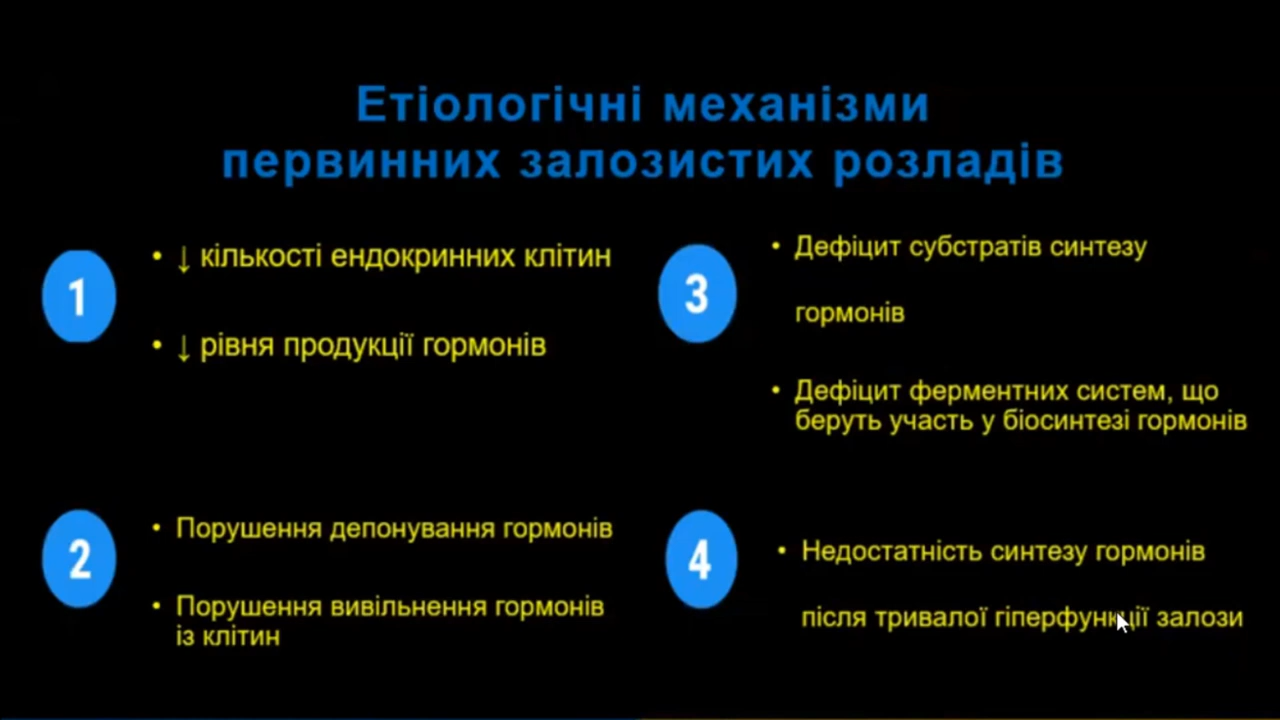 Етіологічні механізми
первинних залозистих розладів
1
• ↓ кількості ендокринних клітин
• ↓ рівня продукції гормонів
2
• Порушення депонування гормонів
• Порушення вивільнення гормонів
із клітин
3
• Дефіцит субстратів синтезу
гормонів
• Дефіцит ферментних систем, що
беруть участь у біосинтезі гормонів
4
• Недостатність синтезу гормонів
після тривалої гіперфункції залози